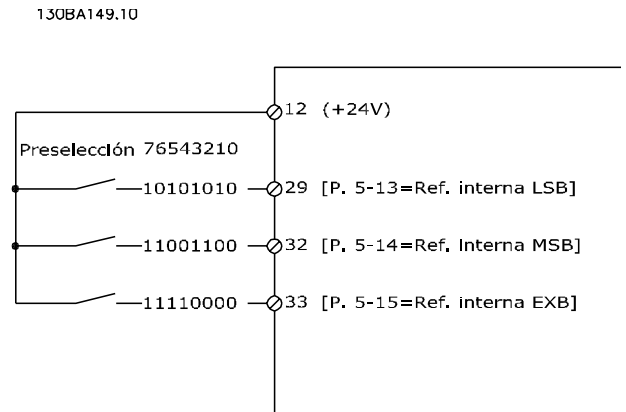 130BA149.10
12 (+24V)
Preselección 76543210
10101010 29 [P. 5-13=Ref. interna LSB]
11001100 32 [P. 5-14=Ref. Interna MSB]
11110000 33 [P. 5-15=Ref. interna EXB]